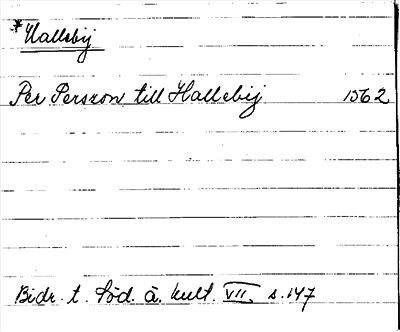 * Hallebij
Per Persson till Hallebij 1562
Bidr. t. Söd. ä. kult. VII. s. 147